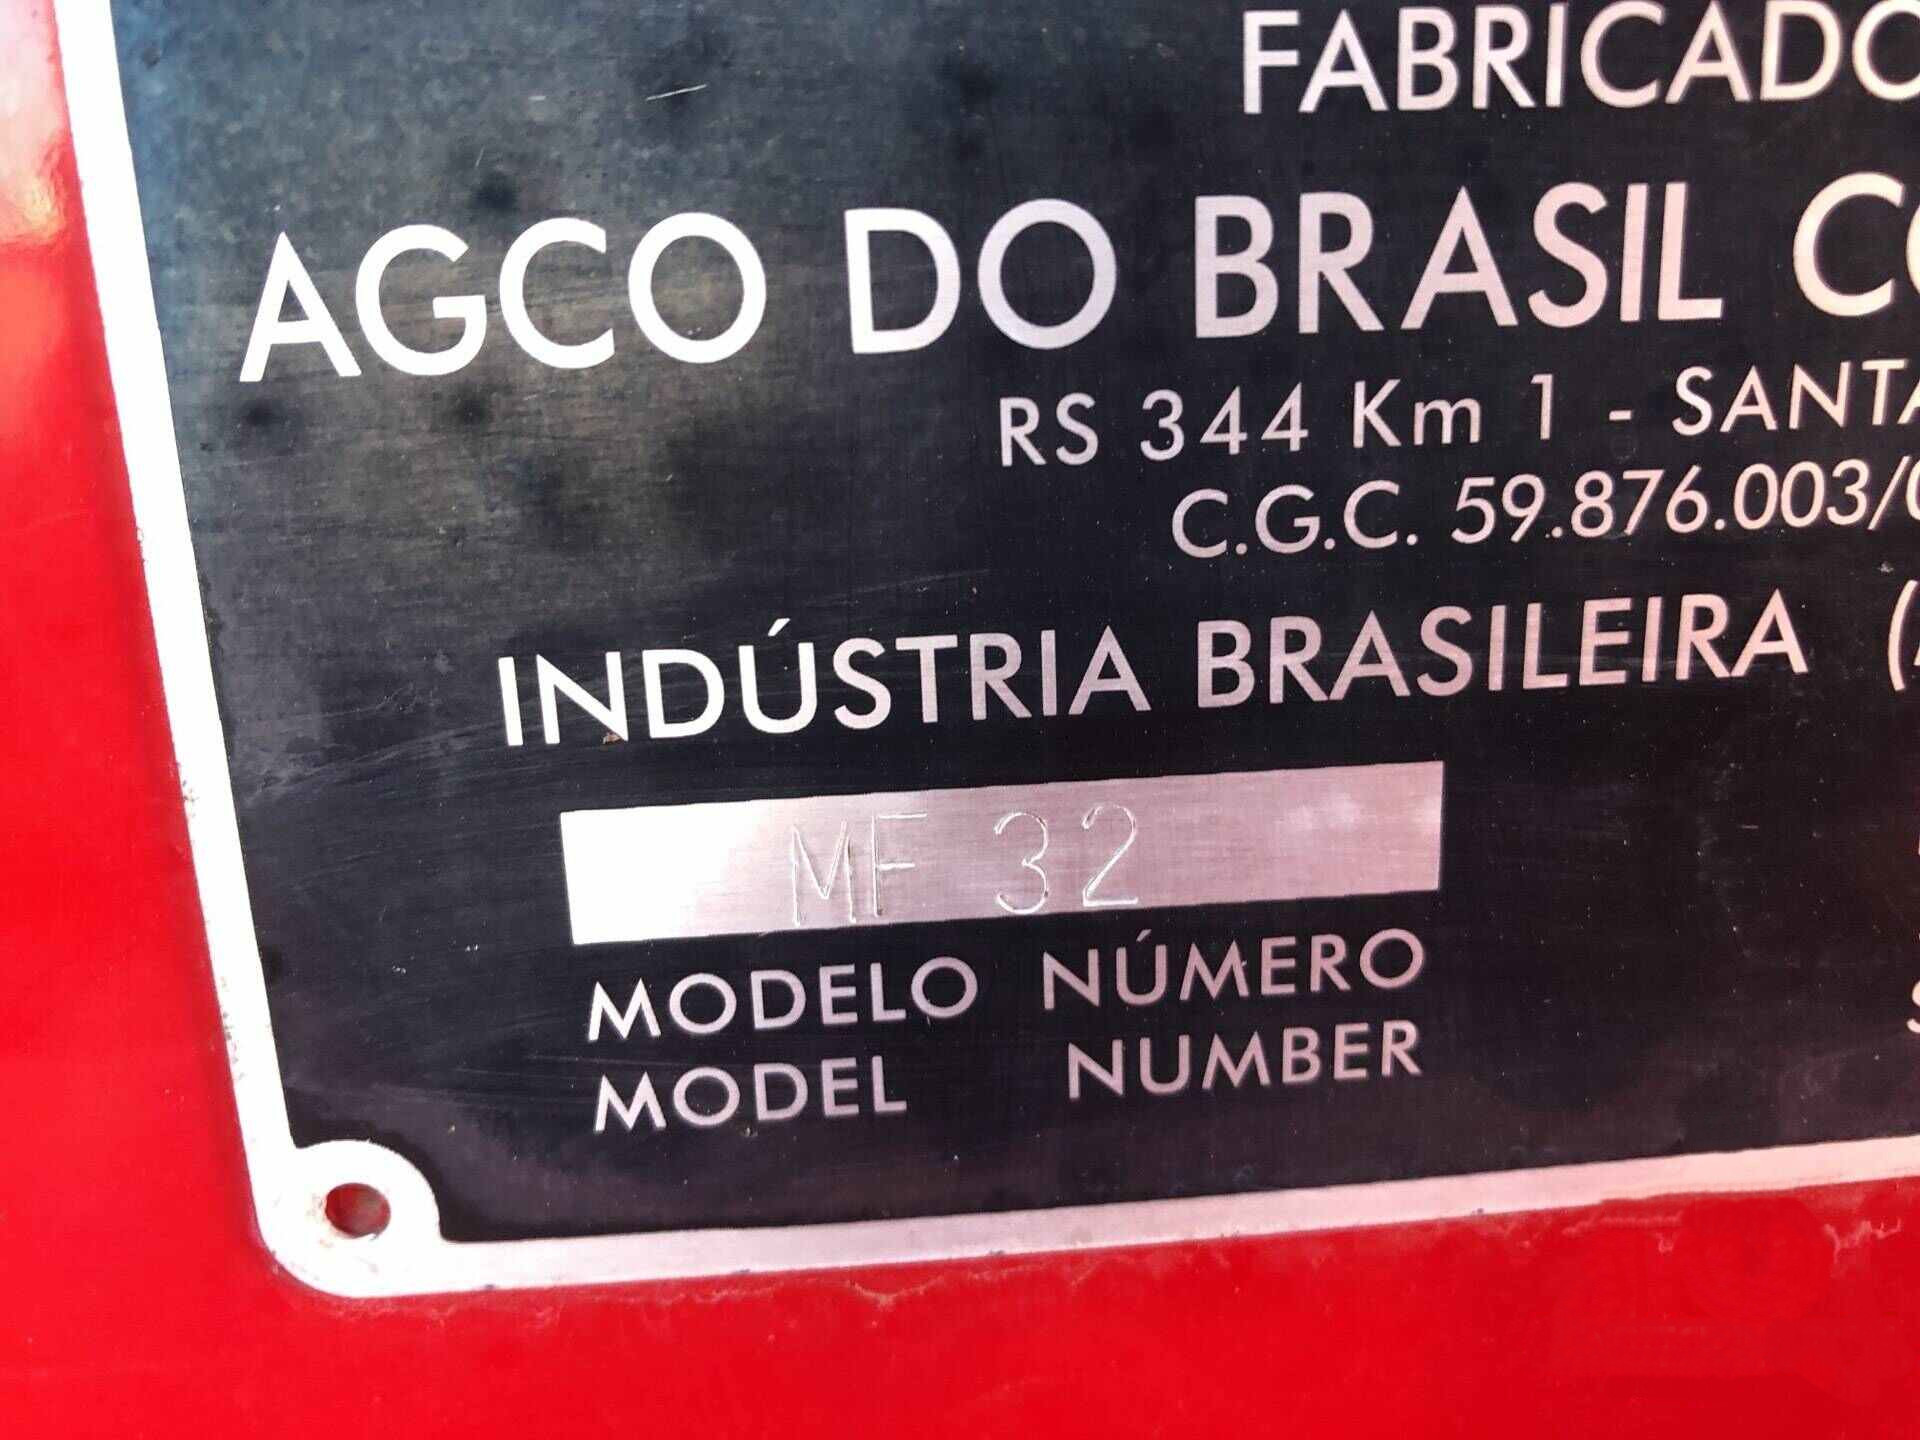 FABRICADO
AGCO DO BRASIL
RS 344 Km 1 - SANTA
C.G.C. 59.876.003/
INDÚSTRIA BRASILEIRA (
MF 32
MODELO NÚMERO
MODEL NUMBER